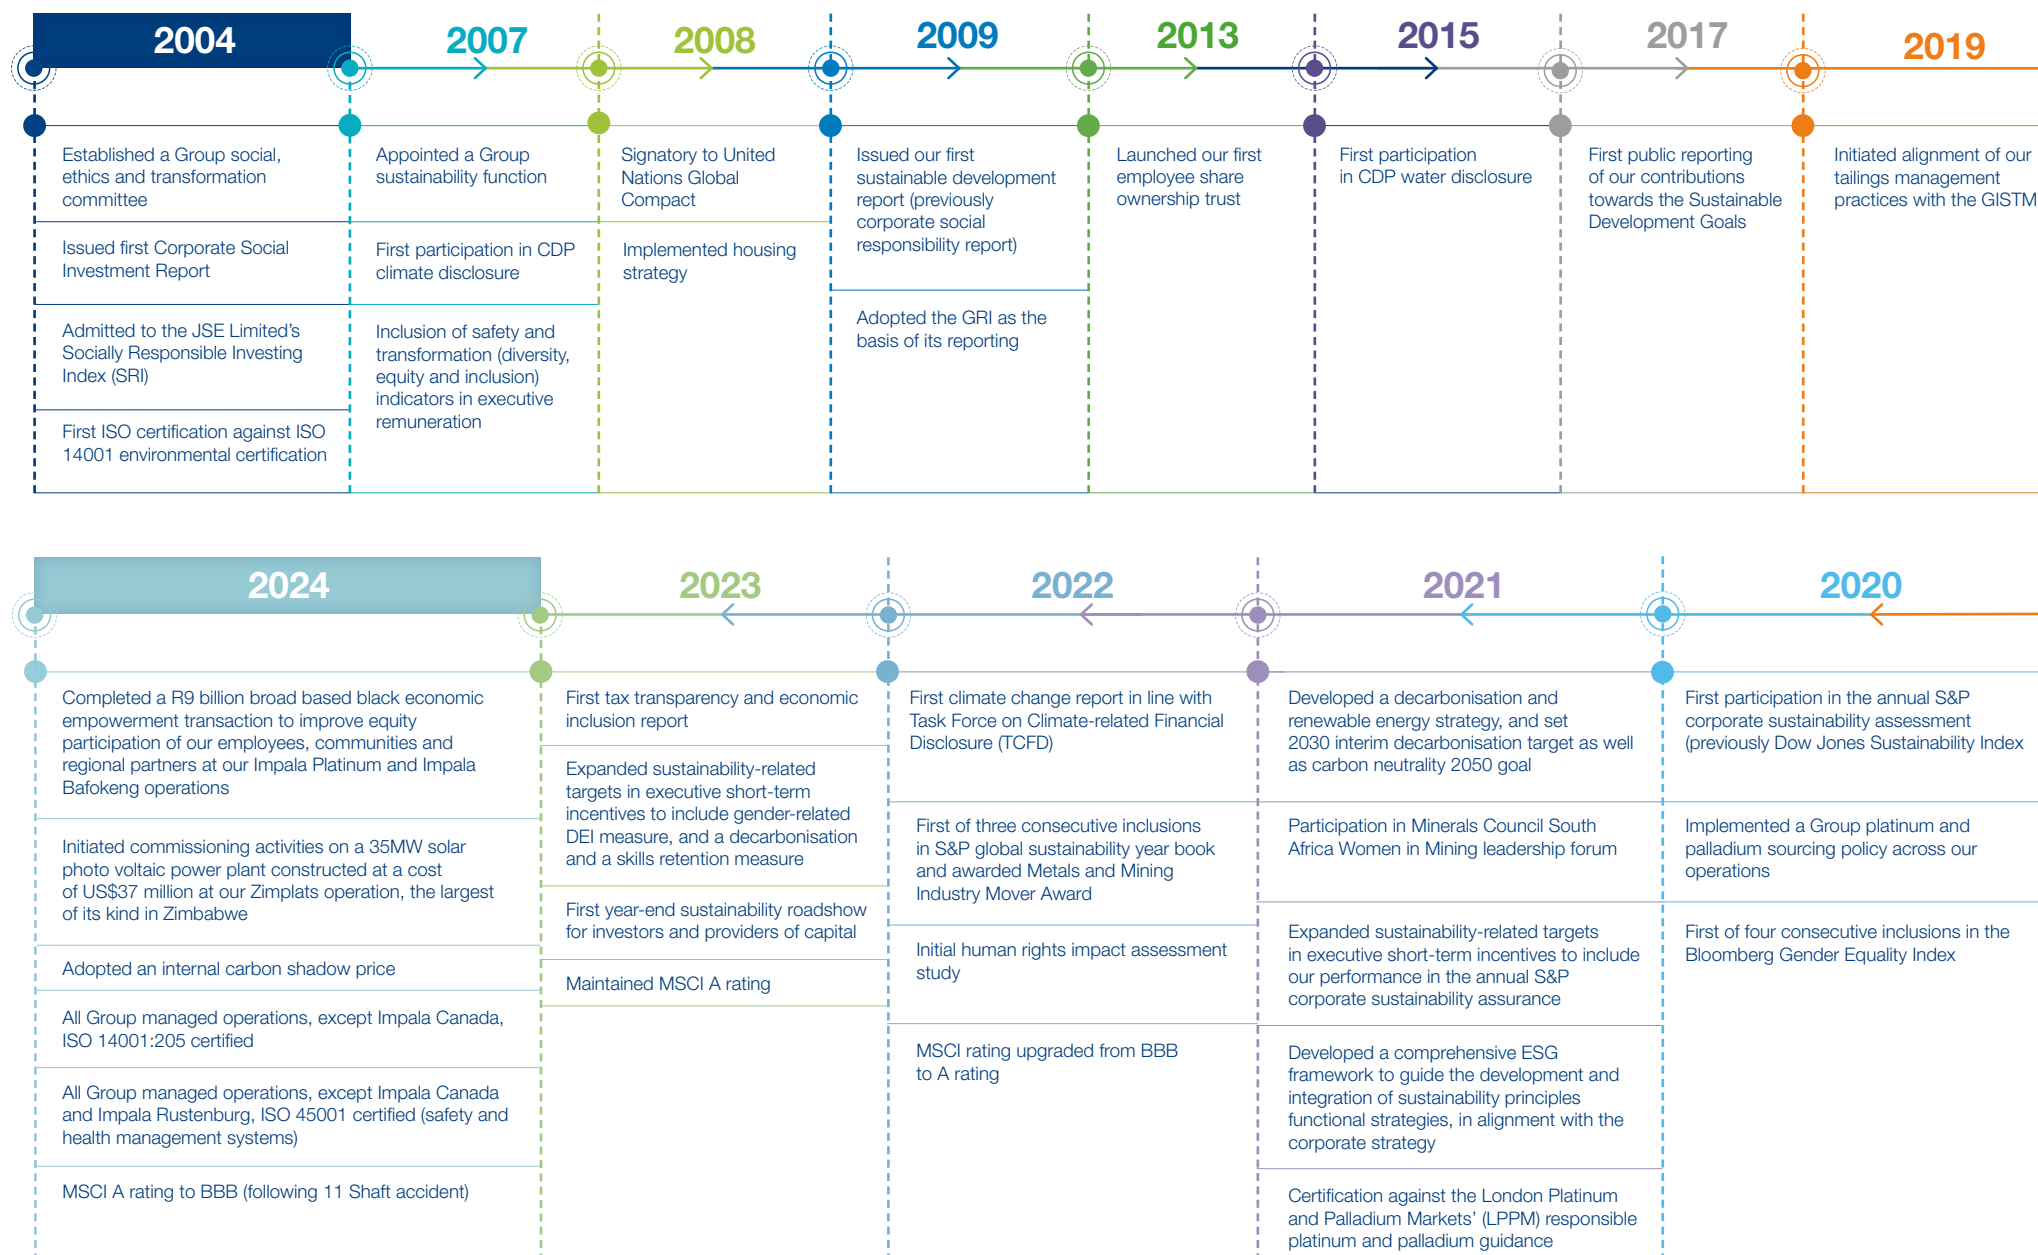 2004
Established a Group social,
ethics and transformation
committee
Issued first Corporate Social
Investment Report
Admitted to the JSE Limited’s
Socially Responsible Investing
Index (SRI)
First ISO certification against ISO
14001 environmental certification
2007
Appointed a Group
sustainability function
First participation in CDP
climate disclosure
Inclusion of safety and
transformation (diversity,
equity and inclusion)
indicators in executive
remuneration
2008
Signatory to United
Nations Global
Compact
Implemented housing
strategy
2009
Issued our first
sustainable development
report (previously
corporate social
responsibility report)
Adopted the GRI as the
basis of its reporting
2013
Launched our first
employee share
ownership trust
2015
First participation
in CDP water disclosure
2017
First public reporting
of our contributions
towards the Sustainable
Development Goals
2019
Initiated alignment of our
tailings management
practices with the GISTM
2024
Completed a R9 billion broad based black economic
empowerment transaction to improve equity
participation of our employees, communities and
regional partners at our Impala Platinum and Impala
Bafokeng operations
Initiated commissioning activities on a 35MW solar
photo voltaic power plant constructed at a cost
of US$37 million at our Zimplats operation, the largest
of its kind in Zimbabwe
Adopted an internal carbon shadow price
All Group managed operations, except Impala Canada,
ISO 14001:205 certified
All Group managed operations, except Impala Canada
and Impala Rustenburg, ISO 45001 certified (safety and
health management systems)
MSCI A rating to BBB (following 11 Shaft accident)
2023
First tax transparency and economic
inclusion report
Expanded sustainability-related
targets in executive short-term
incentives to include gender-related
DEI measure, and a decarbonisation
and a skills retention measure
First year-end sustainability roadshow
for investors and providers of capital
Maintained MSCI A rating
2022
First climate change report in line with
Task Force on Climate-related Financial
Disclosure (TCFD)
First of three consecutive inclusions
in S&P global sustainability year book
and awarded Metals and Mining
Industry Mover Award
Initial human rights impact assessment
study
MSCI rating upgraded from BBB
to A rating
2021
Developed a decarbonisation and
renewable energy strategy, and set
2030 interim decarbonisation target as well
as carbon neutrality 2050 goal
Participation in Minerals Council South
Africa Women in Mining leadership forum
Expanded sustainability-related targets
in executive short-term incentives to include
our performance in the annual S&P
corporate sustainability assurance
Developed a comprehensive ESG
framework to guide the development and
integration of sustainability principles
functional strategies, in alignment with the
corporate strategy
Certification against the London Platinum
and Palladium Markets’ (LPPM) responsible
platinum and palladium guidance
2020
First participation in the annual S&P
corporate sustainability assessment
(previously Dow Jones Sustainability Index
Implemented a Group platinum and
palladium sourcing policy across our
operations
First of four consecutive inclusions in the
Bloomberg Gender Equality Index